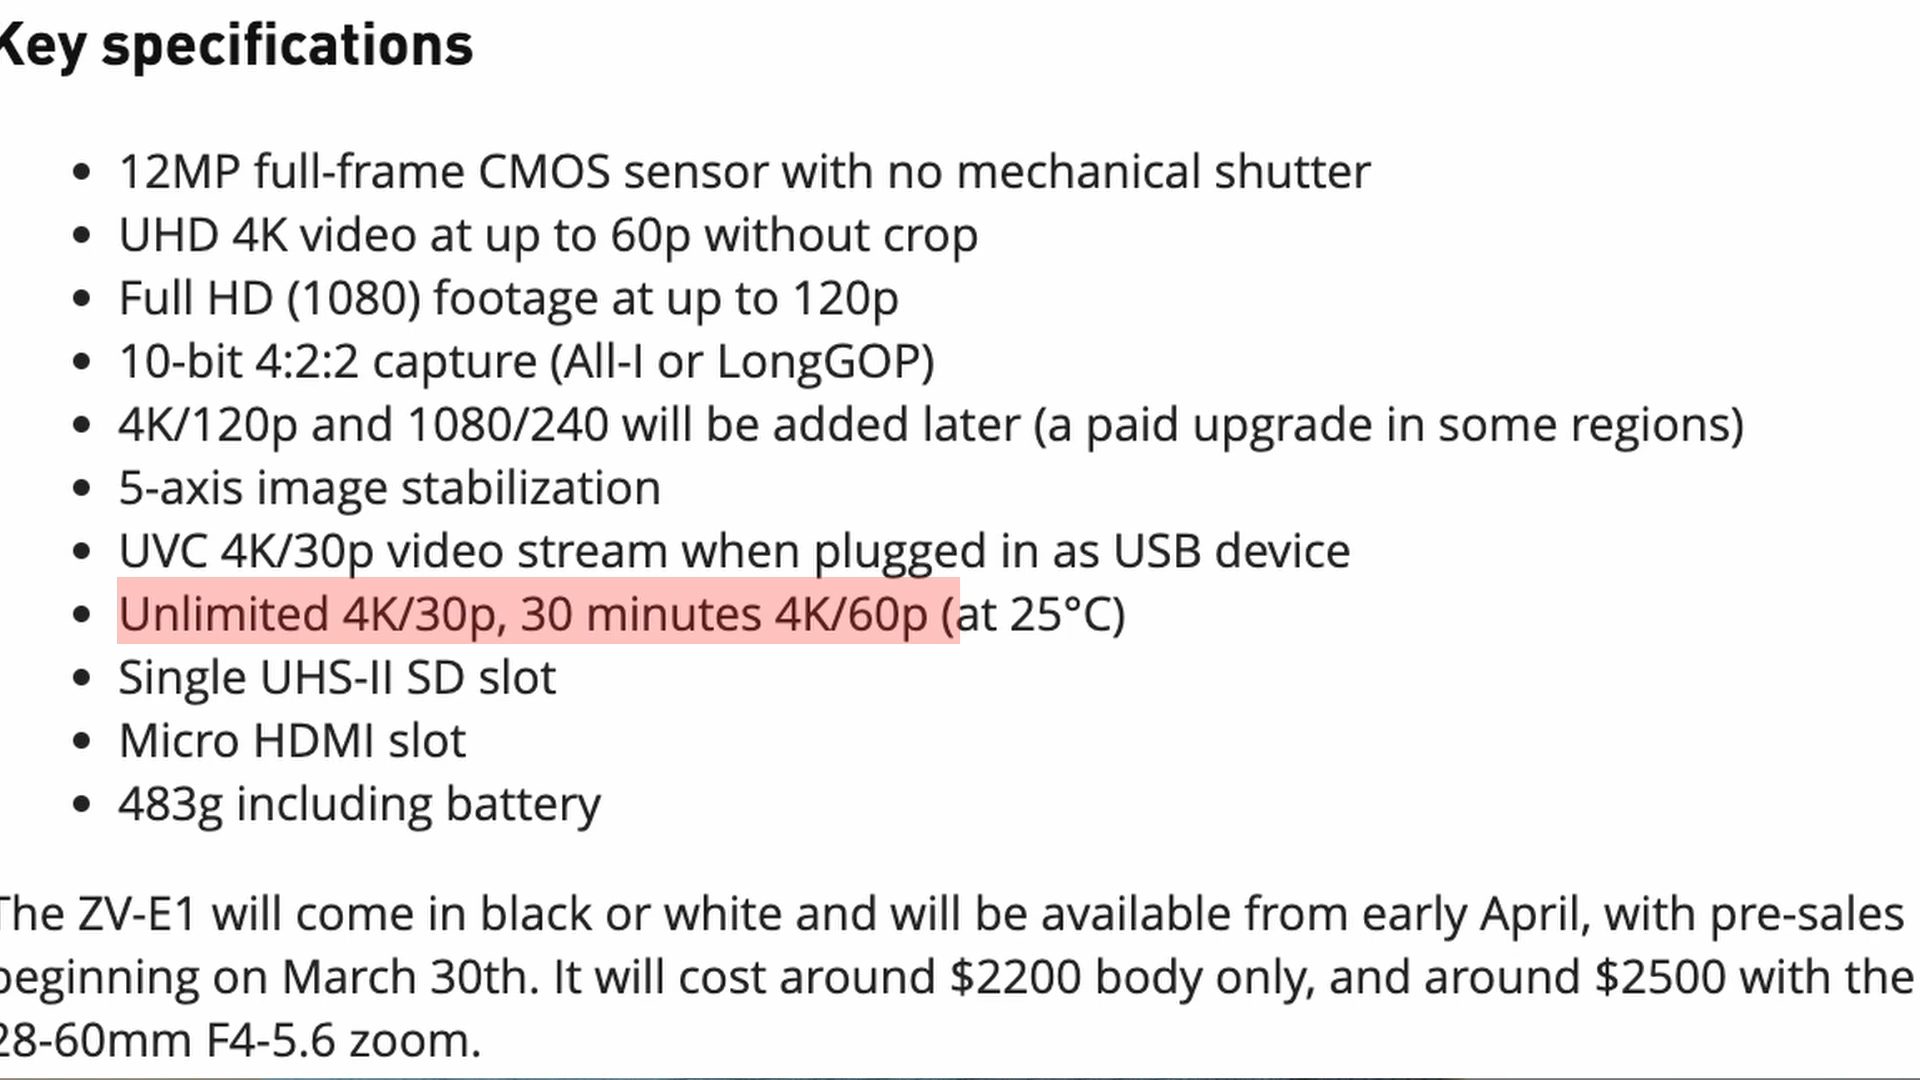 Key specifications
12MP full-frame CMOS sensor with no mechanical shutter
UHD 4K video at up to 60p without crop
Full HD (1080) footage at up to 120p
10-bit 4:2:2 capture (All-I or LongGOP)
4K/120p and 1080/240 will be added later (a paid upgrade in some regions)
5-axis image stabilization
UVC 4K/30p video stream when plugged in as USB device
Unlimited 4K/30p, 30 minutes 4K/60p (at 25°C)
Single UHS-II SD slot
Micro HDMI slot
483g including battery
The ZV-E1 will come in black or white and will be available from early April, with pre-sales
beginning on March 30th. It will cost around $2200 body only, and around $2500 with the
28-60mm F4-5.6 zoom.